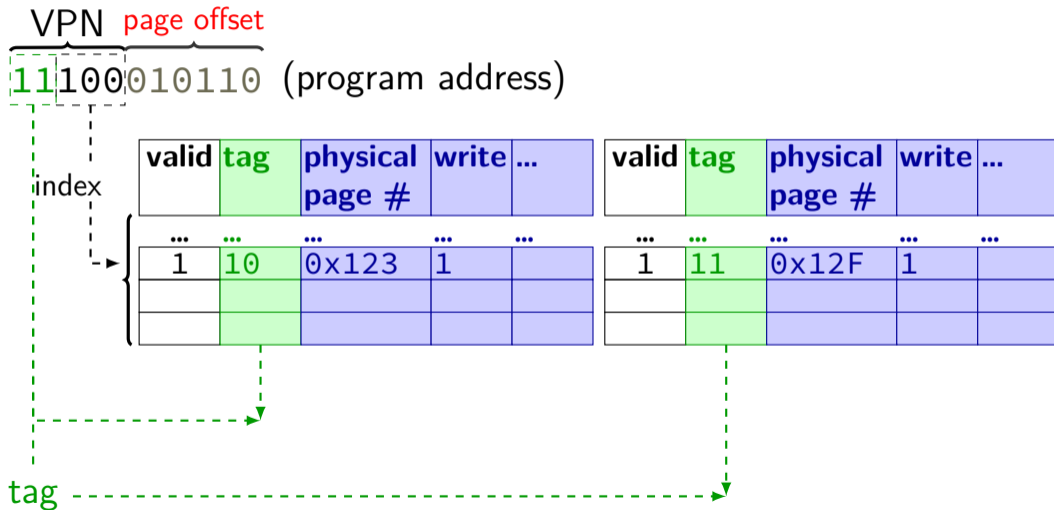 VPN page offset
11100010110 (program address)
valid tag physical page # write ... valid tag physical page # write ...
index
... ... ... ... ... ... ... ... ... ...
1 10 0x123 1 1 11 0x12F 1
tag